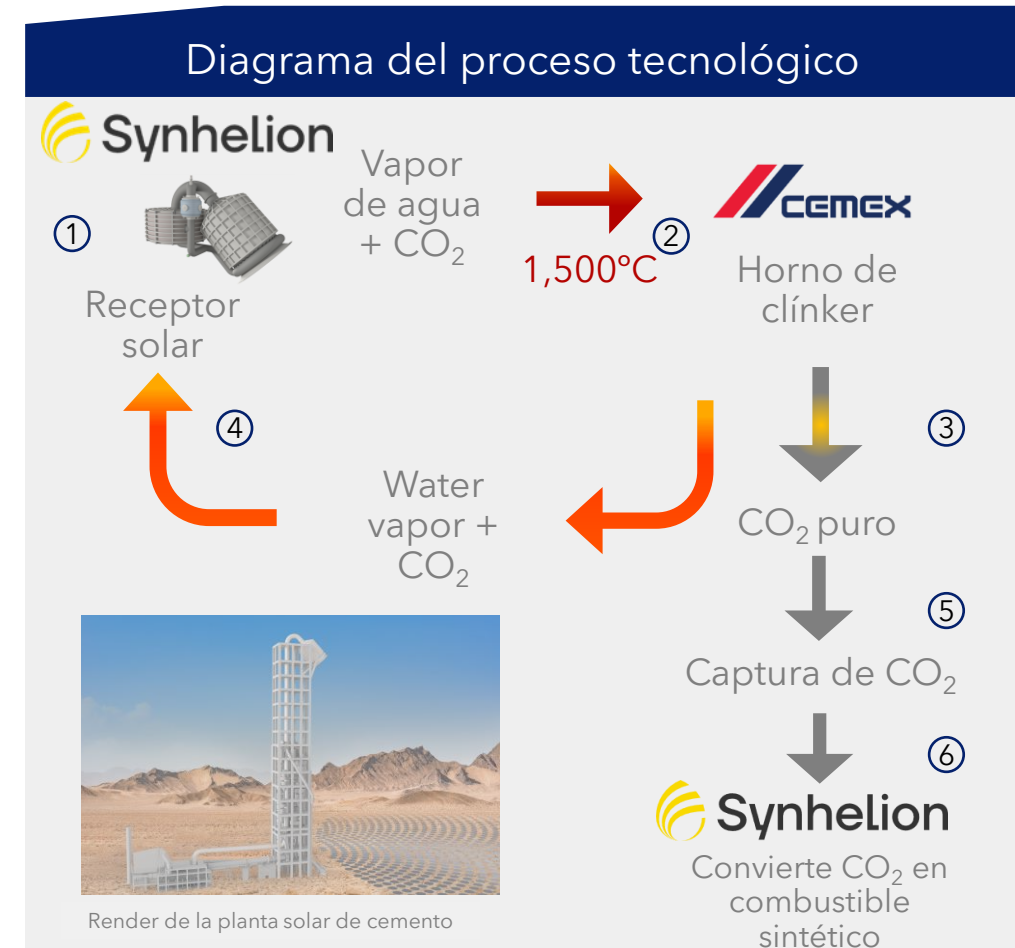 Diagrama del proceso tecnológico
Synhelion
1
Receptor
solar
Vapor
de agua
+ CO₂
1,500°C
2
CEMEX
Horno de
clínker
3
4
Water
vapor +
CO₂
CO₂ puro
5
Captura de CO₂
6
Synhelion
Convierte CO₂ en
combustible
sintético
Render de la planta solar de cemento